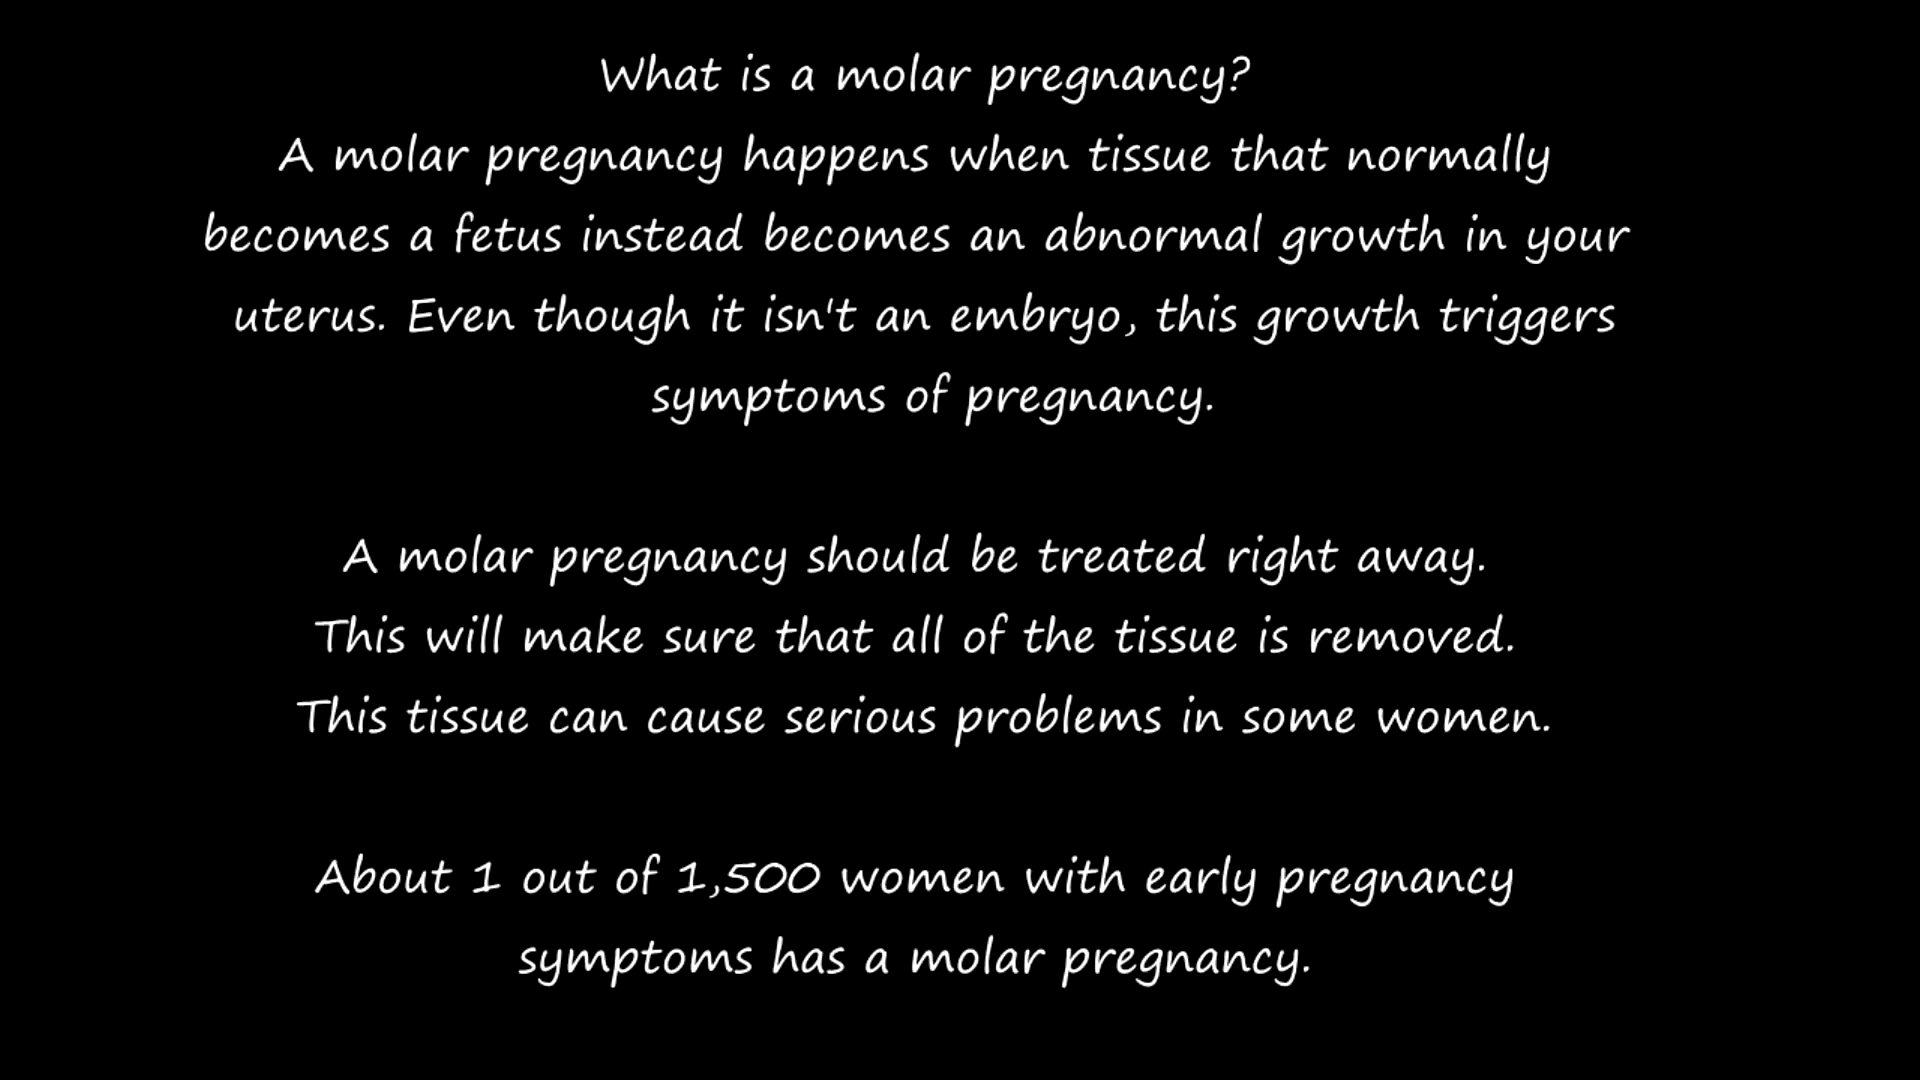 What is a molar pregnancy?
A molar pregnancy happens when tissue that normally
becomes a fetus instead becomes an abnormal growth in your
uterus. Even though it isn't an embryo, this growth triggers
symptoms of pregnancy.
A molar pregnancy should be treated right away.
This will make sure that all of the tissue is removed.
This tissue can cause serious problems in some women.
About 1 out of 1,500 women with early pregnancy
symptoms has a molar pregnancy.